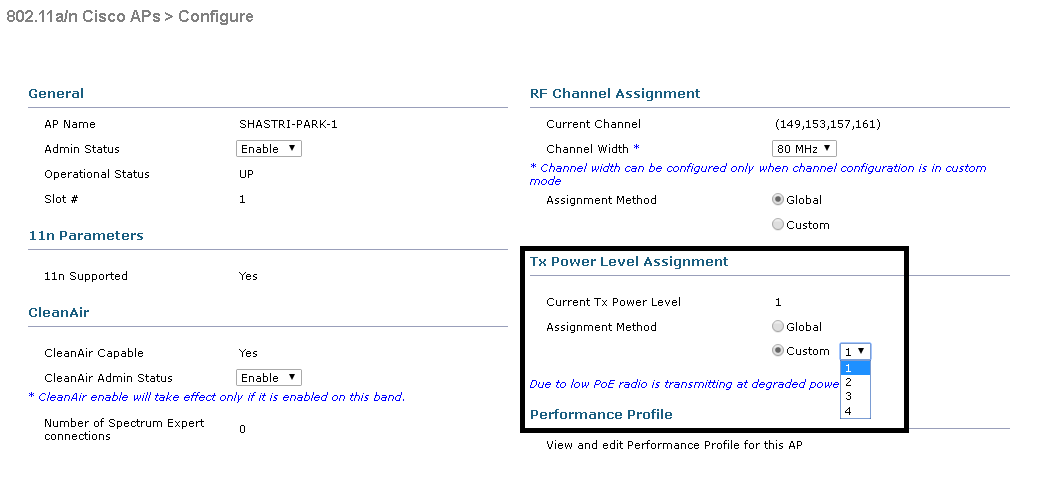 802.11a/n Cisco APs > Configure
General
AP Name SHASTRI-PARK-1
Admin Status Enable
Operational Status UP
Slot # 1
11n Parameters
11n Supported Yes
CleanAir
CleanAir Capable Yes
CleanAir Admin Status Enable
* CleanAir enable will take effect only if it is enabled on this band.
Number of Spectrum Expert
connections 0
RF Channel Assignment
Current Channel (149,153,157,161)
Channel Width * 80 MHz
* Channel width can be configured only when channel configuration is in custom
mode
Assignment Method Global
Custom
Tx Power Level Assignment
Current Tx Power Level 1
Assignment Method Global
Custom 1
1
2
3
4
Due to low PoE radio is transmitting at degraded powe
Performance Profile
View and edit Performance Profile for this AP